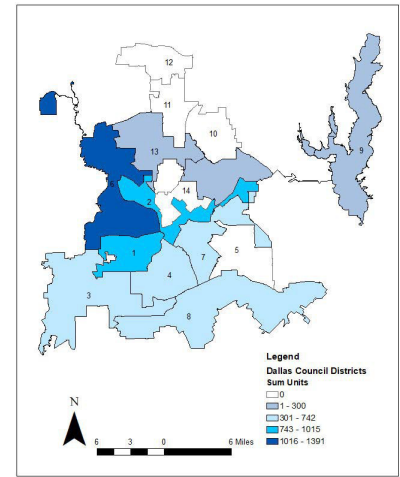 12
11
10
9
13
6
2
14
1
7
5
4
3
8
Legend
Dallas Council Districts
Sum Units
0
1 - 300
301 - 742
743 - 1015
1016 - 1391
N
6 3 0 6 Miles